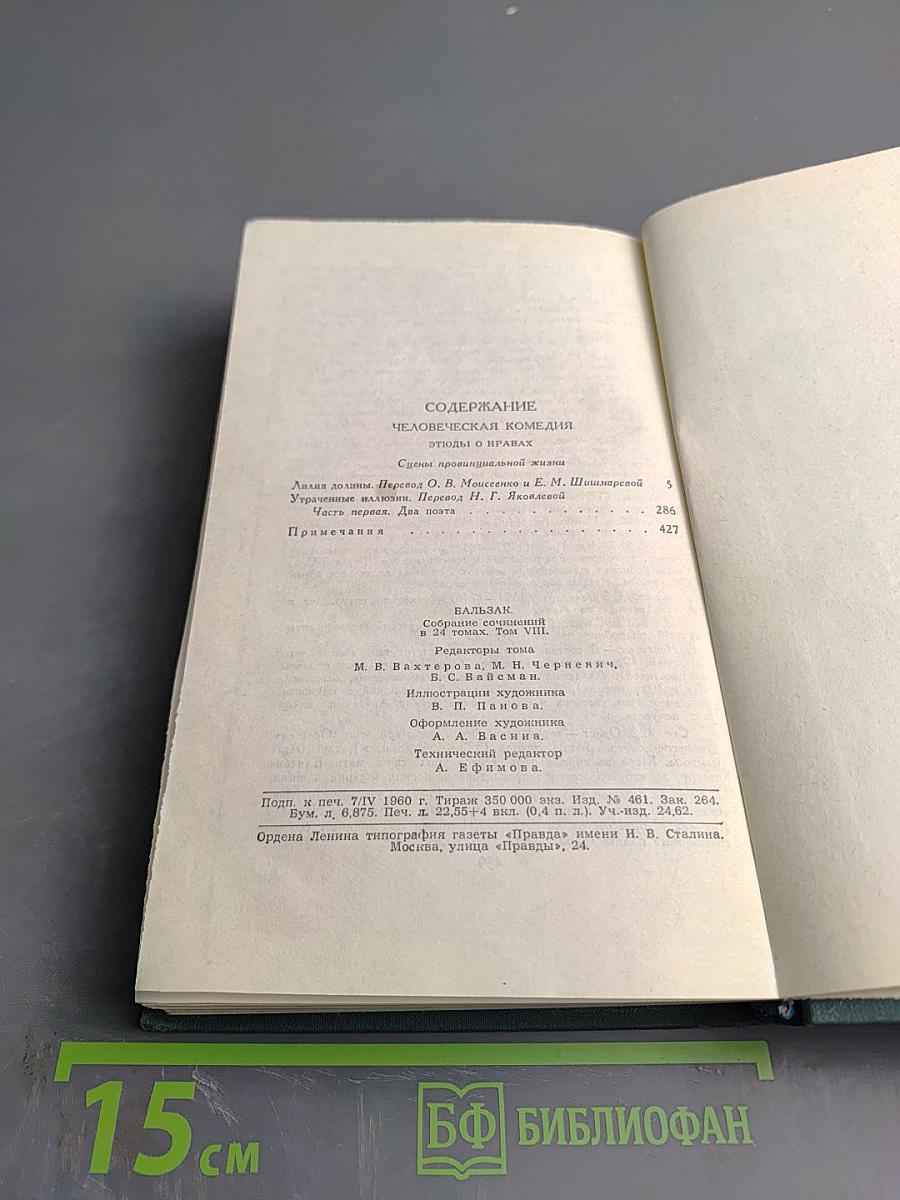 СОДЕРЖАНИЕ
ЧЕЛОВЕЧЕСКАЯ КОМЕДИЯ
ЭТЮДЫ О НРАВАХ
Сцены провинциальной жизни
Лилия долины. Перевод О. В. Моисеенко и Е. М. Шишмаревой 5
Утраченные иллюзии. Перевод Н. Г. Яковлевой
Часть первая. Два поэта . . . . . . . . . . . . 286
Примечания . . . . . . . . . . . . . . . . 427
БАЛЬЗАК.
Собрание сочинений
в 24 томах. Том VIII.
Редакторы тома
М. В. Вахтерова, М. Н. Черневич,
Б. С. Вайсман.
Иллюстрации художника
В. П. Панова.
Оформление художника
А. А. Васина.
Технический редактор
А. Ефимова.
Подп. к печ. 7/IV 1960 г. Тираж 350 000 экз. Изд. № 461. Зак. 264.
Бум. л. 6,875. Печ. л. 22,55+4 вкл. (0,4 п. л.). Уч.-изд. 24,62.
Ордена Ленина типография газеты «Правда» имени И. В. Сталина.
Москва, улица «Правды», 24.
15 см
БФ БИБЛИОФАН